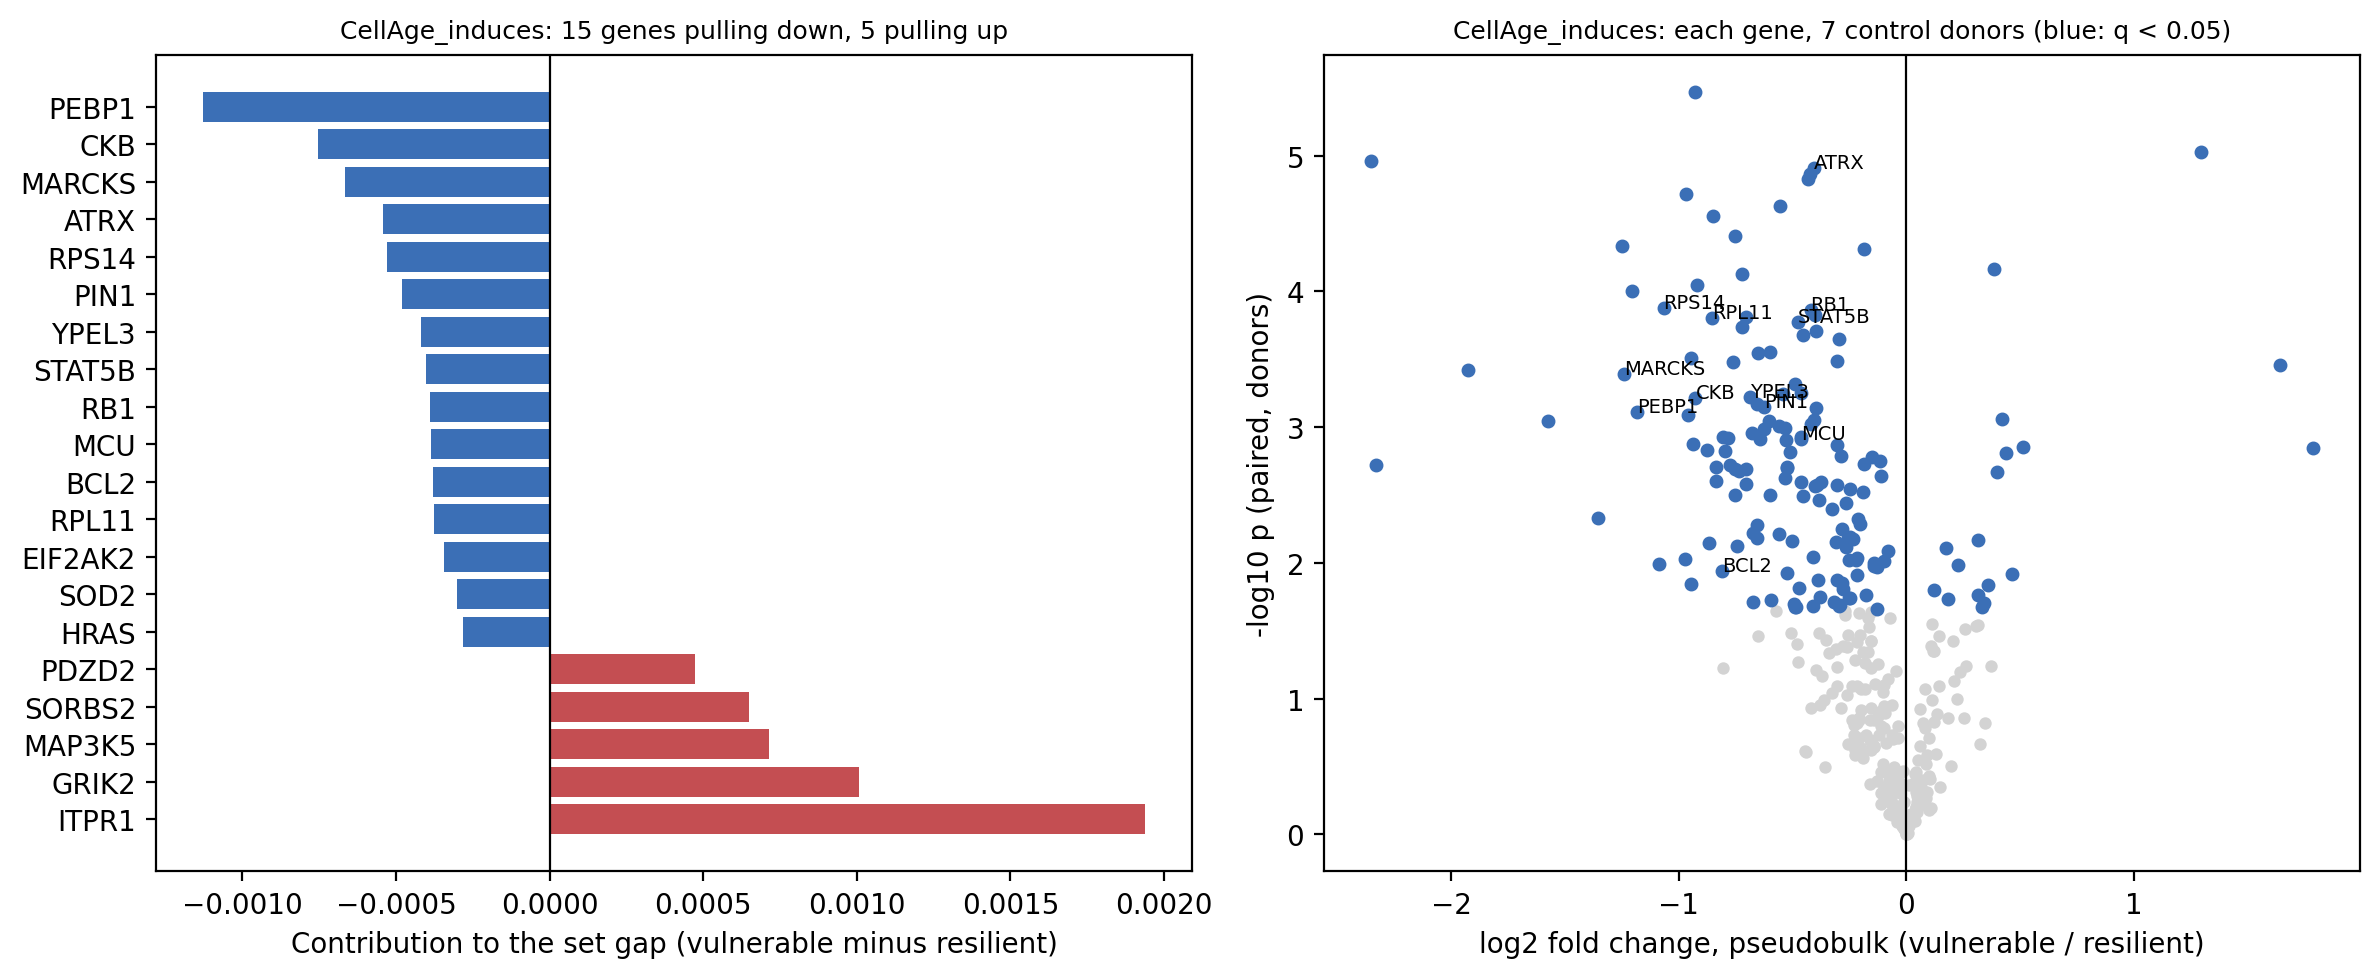 CellAge_induces: 15 genes pulling down, 5 pulling up
PEBP1
CKB
MARCKS
ATRX
RPS14
PIN1
YPEL3
STAT5B
RB1
MCU
BCL2
RPL11
EIF2AK2
SOD2
HRAS
PDZD2
SORBS2
MAP3K5
GRIK2
ITPR1
−0.0010 −0.0005 0.0000 0.0005 0.0010 0.0015 0.0020
Contribution to the set gap (vulnerable minus resilient)
CellAge_induces: each gene, 7 control donors (blue: q < 0.05)
-log10 p (paired, donors)
5
4
3
2
1
0
ATRX
RPS14
RPL11
RB1
STAT5B
MARCKS
PEBP1
CKB
YPEL3
PIN1
MCU
BCL2
−2 −1 0 1
log2 fold change, pseudobulk (vulnerable / resilient)